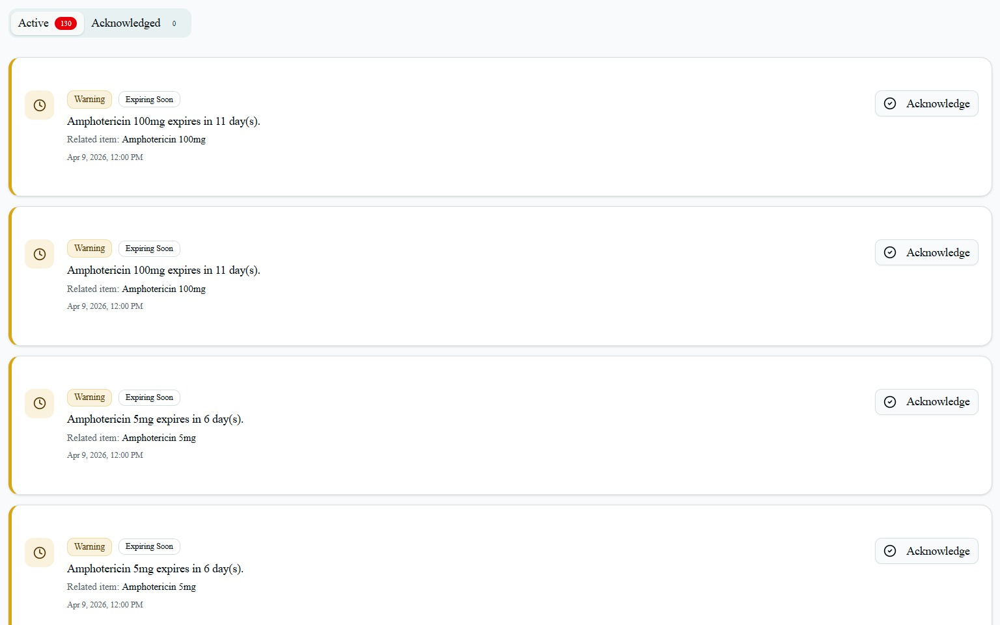 Active 130 Acknowledged 0
Warning Expiring Soon Acknowledge
Amphotericin 100mg expires in 11 day(s).
Related item: Amphotericin 100mg
Apr 9, 2026, 12:00 PM
Warning Expiring Soon Acknowledge
Amphotericin 100mg expires in 11 day(s).
Related item: Amphotericin 100mg
Apr 9, 2026, 12:00 PM
Warning Expiring Soon Acknowledge
Amphotericin 5mg expires in 6 day(s).
Related item: Amphotericin 5mg
Apr 9, 2026, 12:00 PM
Warning Expiring Soon Acknowledge
Amphotericin 5mg expires in 6 day(s).
Related item: Amphotericin 5mg
Apr 9, 2026, 12:00 PM